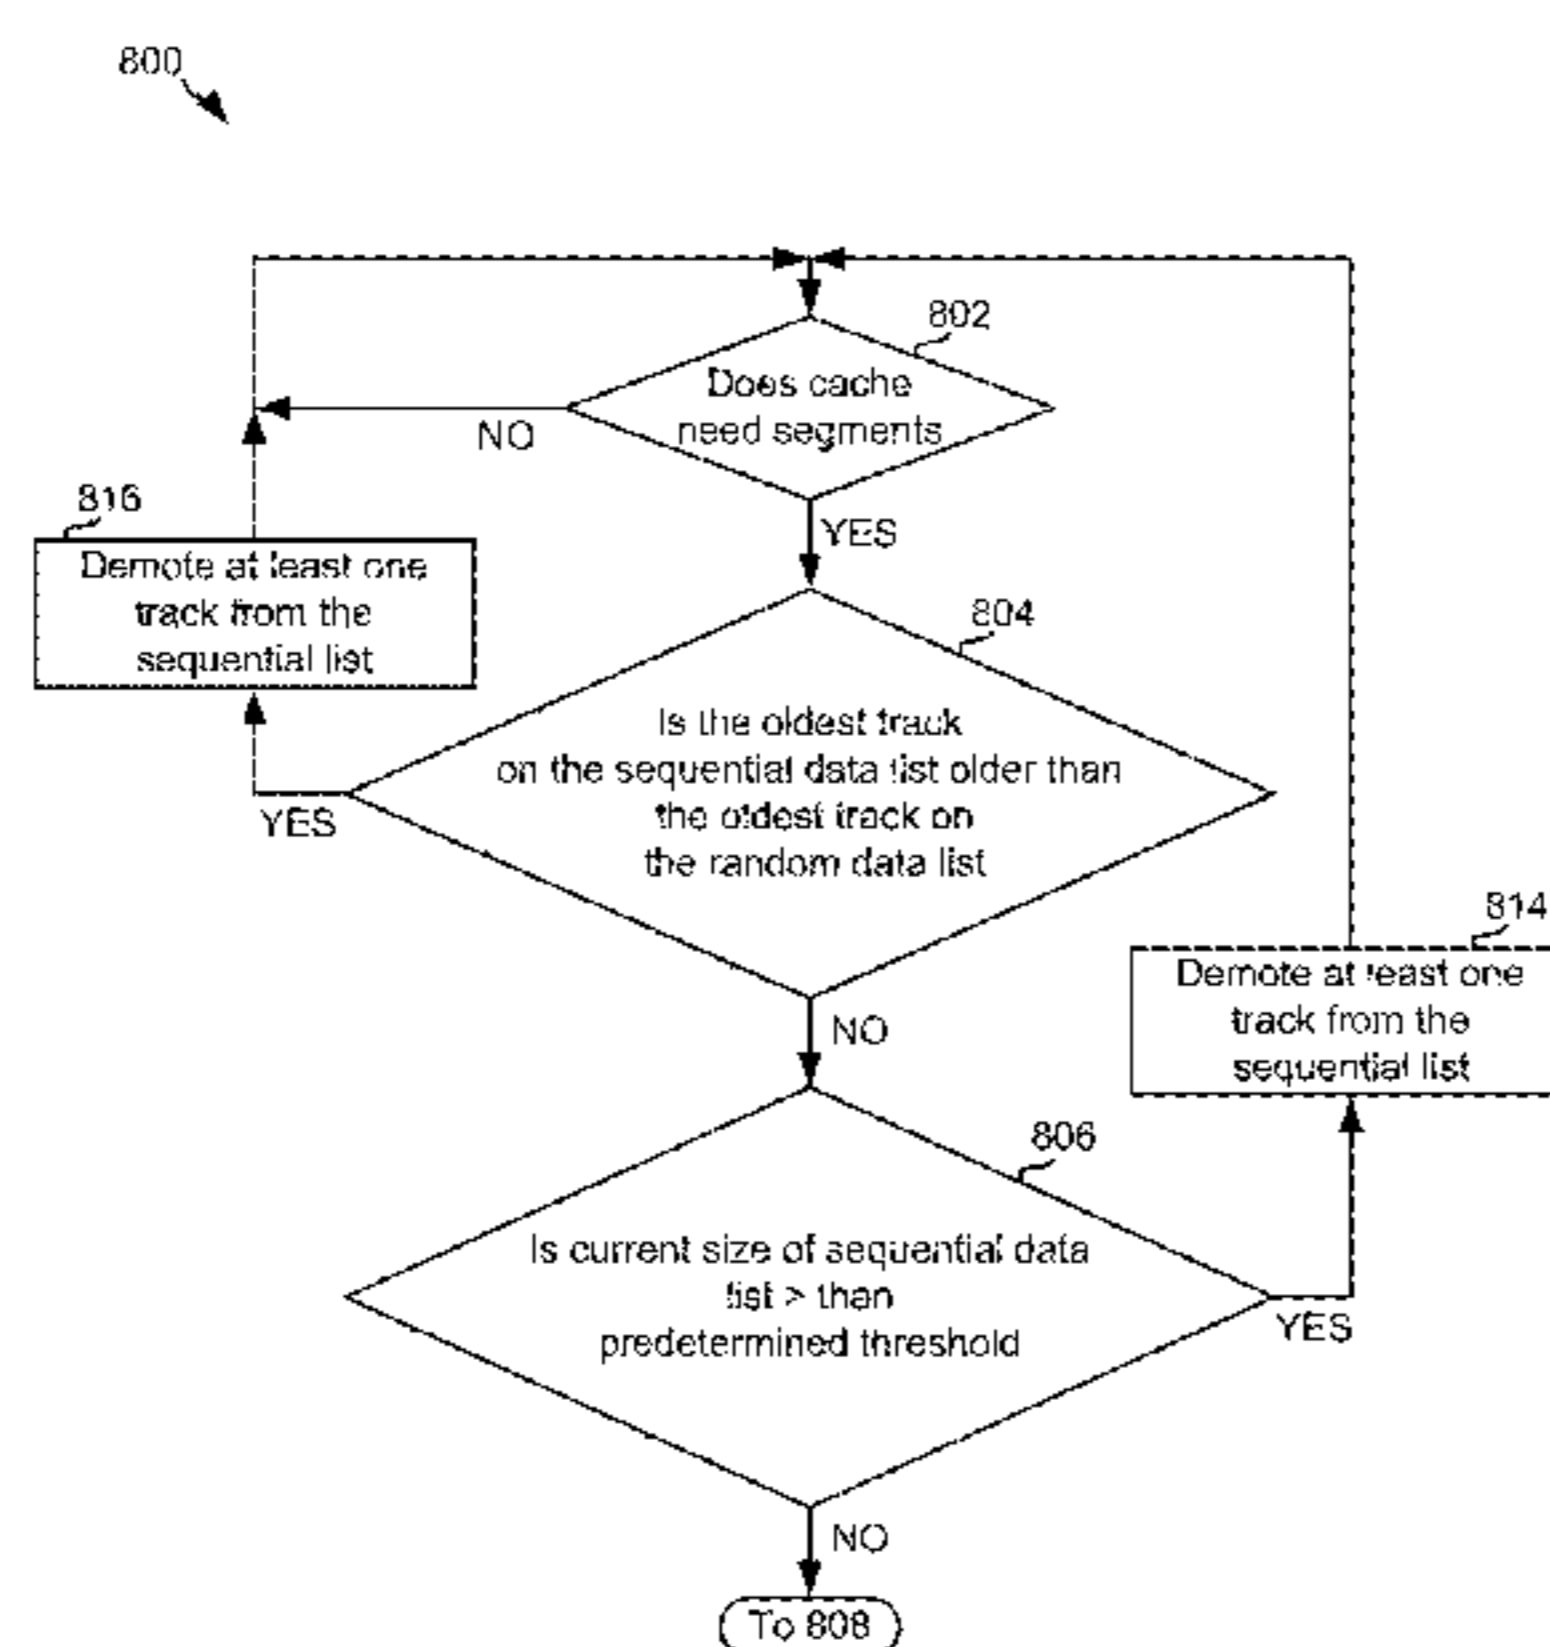 800
802
Does cache
need segments
NO
YES
816
Demote at least one
track from the
sequential list
804
Is the oldest track
on the sequential data list older than
the oldest track on
the random data list
YES
NO
814
Demote at least one
track from the
sequential list
806
Is current size of sequential data
list > than
predetermined threshold
YES
NO
To 808